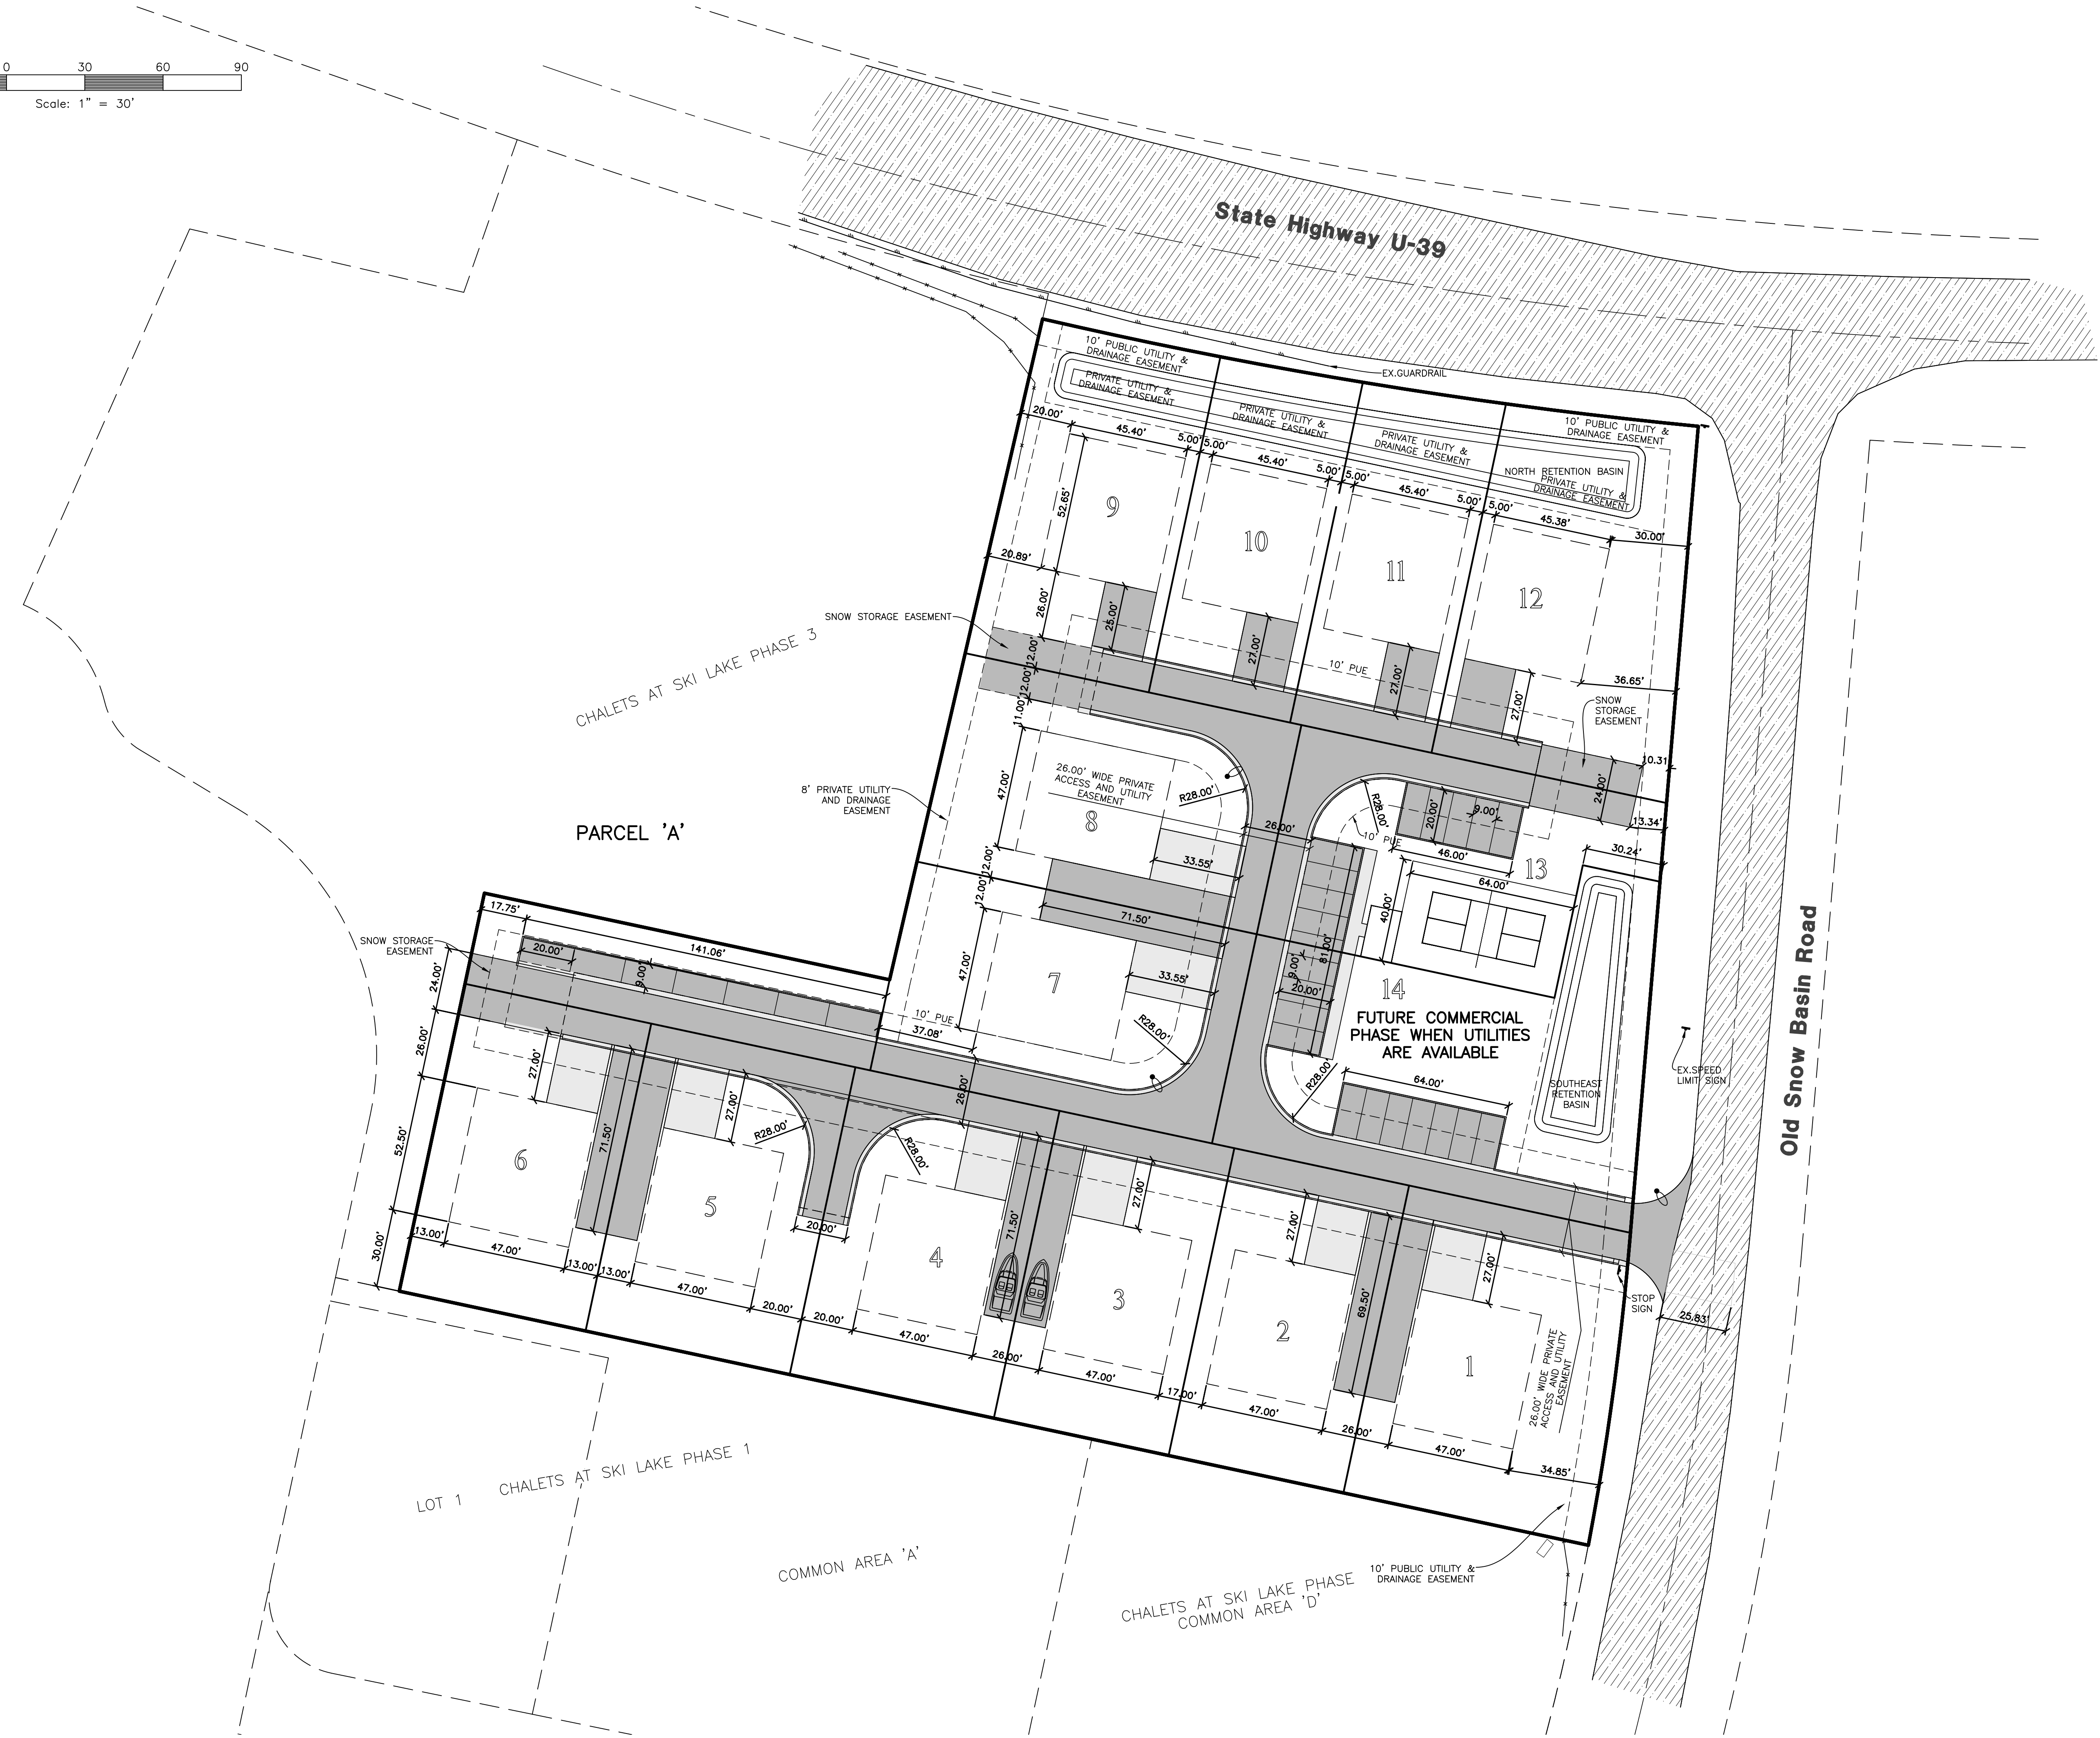 0 30 60 90
Scale: 1" = 30'
State Highway U-39
10' PUBLIC UTILITY &
DRAINAGE EASEMENT
EX.GUARDRAIL
PRIVATE UTILITY &
DRAINAGE EASEMENT
PRIVATE UTILITY &
DRAINAGE EASEMENT
PRIVATE UTILITY &
DRAINAGE EASEMENT
10' PUBLIC UTILITY &
DRAINAGE EASEMENT
NORTH RETENTION BASIN
PRIVATE UTILITY &
DRAINAGE EASEMENT
20.00'
45.40'
5.00'
5.00'
45.40'
5.00'
5.00'
45.40'
5.00'
5.00'
45.38'
30.00'
52.65'
9
10
11
12
20.89'
26.00'
25.00'
27.00'
27.00'
27.00'
36.65'
10' PUE
SNOW STORAGE EASEMENT
12.00'
12.00'
11.00'
SNOW
STORAGE
EASEMENT
10.31'
24.00'
13.34'
CHALETS AT SKI LAKE PHASE 3
PARCEL 'A'
8' PRIVATE UTILITY
AND DRAINAGE
EASEMENT
47.00'
26.00' WIDE PRIVATE
ACCESS AND UTILITY
EASEMENT
R28.00'
8
33.55'
26.00'
R28.00'
10' PUE
20.00'
9.00'
46.00'
30.24'
13
64.00'
40.00'
12.00'
12.00'
71.50'
81.00'
9.00'
20.00'
47.00'
7
33.55'
R28.00'
14
FUTURE COMMERCIAL
PHASE WHEN UTILITIES
ARE AVAILABLE
R28.00'
64.00'
SOUTHEAST
RETENTION
BASIN
EX.SPEED
LIMIT SIGN
Old Snow Basin Road
17.75'
141.06'
SNOW STORAGE
EASEMENT
20.00'
9.00'
24.00'
10' PUE
37.08'
26.00'
26.00'
27.00'
71.50'
27.00'
R28.00'
R28.00'
52.50'
6
5
20.00'
4
71.50'
27.00'
3
27.00'
2
69.50'
27.00'
1
STOP
SIGN
25.83'
26.00' WIDE PRIVATE
ACCESS AND UTILITY
EASEMENT
30.00'
13.00'
47.00'
13.00'
13.00'
47.00'
20.00'
20.00'
47.00'
26.00'
47.00'
17.00'
47.00'
26.00'
47.00'
34.85'
LOT 1
CHALETS AT SKI LAKE PHASE 1
COMMON AREA 'A'
CHALETS AT SKI LAKE PHASE
COMMON AREA 'D'
10' PUBLIC UTILITY &
DRAINAGE EASEMENT